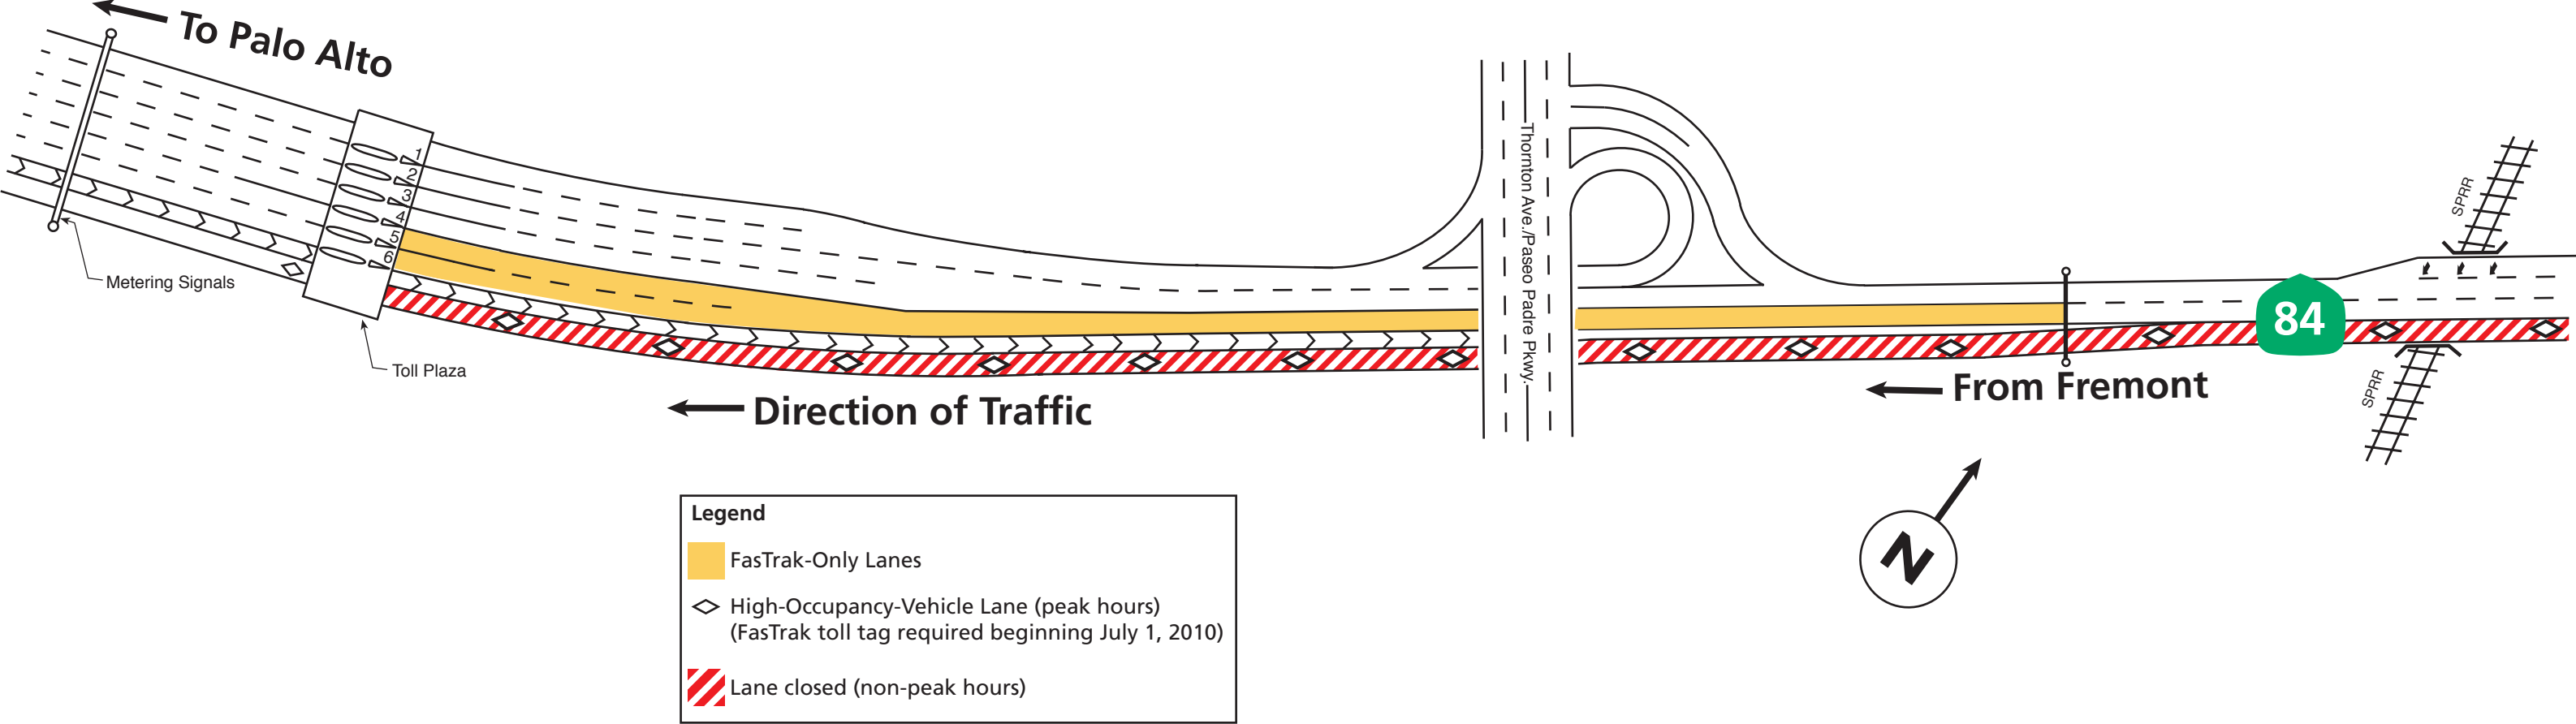 To Palo Alto
1
2
3
4
5
6
Metering Signals
Toll Plaza
Direction of Traffic
Thornton Ave./Paseo Padre Pkwy.
84
From Fremont
SPRR
SPRR
N
Legend
FasTrak-Only Lanes
High-Occupancy-Vehicle Lane (peak hours)
(FasTrak toll tag required beginning July 1, 2010)
Lane closed (non-peak hours)